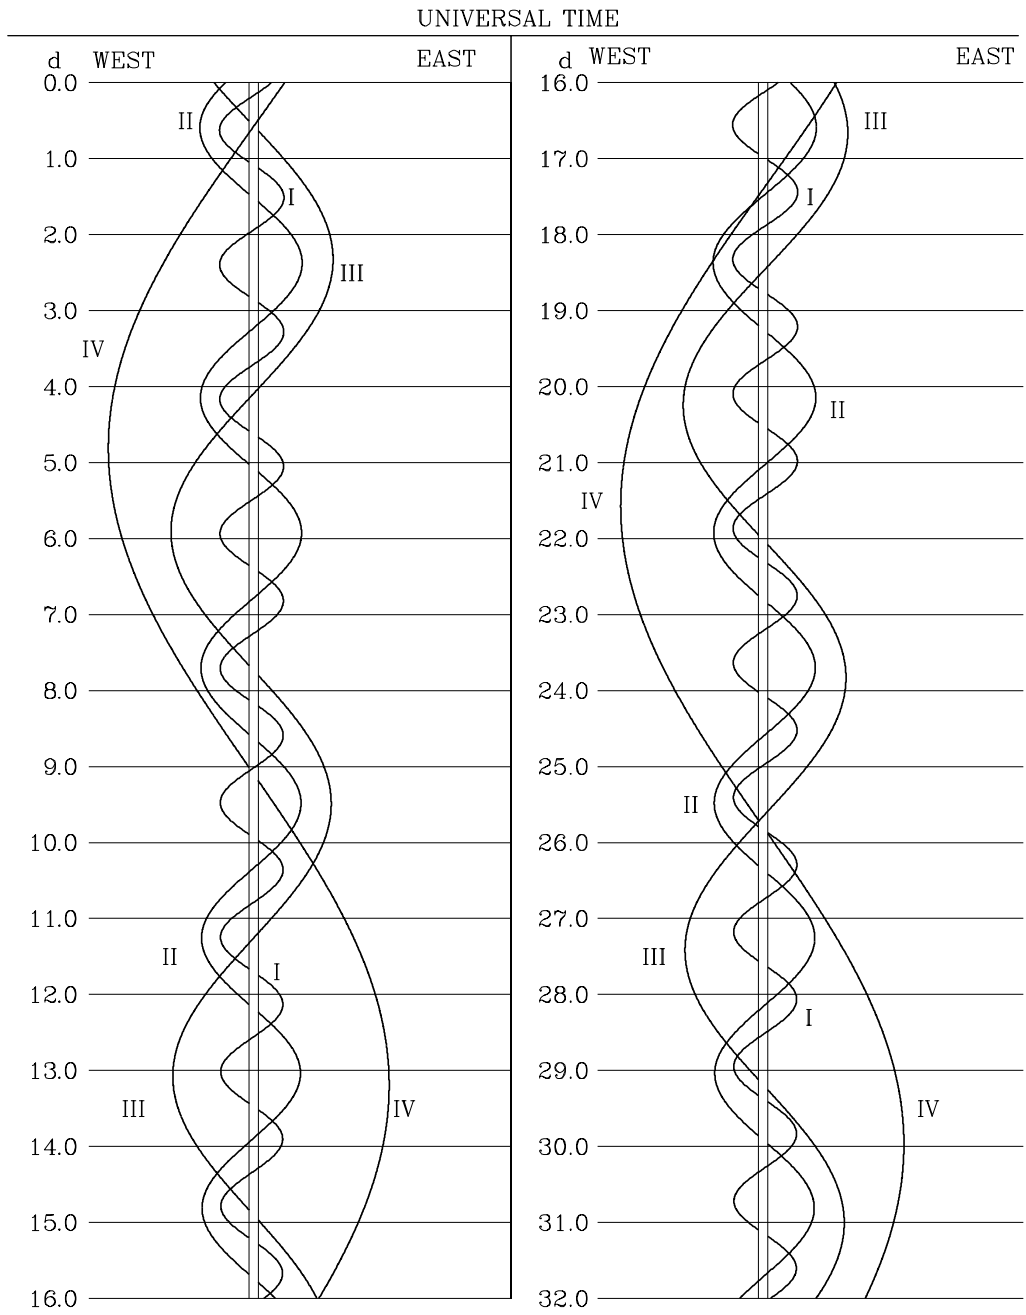 UNIVERSAL TIME
d WEST EAST
0.0
II
1.0
I
2.0
III
3.0
IV
4.0
5.0
6.0
7.0
8.0
9.0
10.0
11.0
II
I
12.0
13.0
III IV
14.0
15.0
16.0
d WEST EAST
16.0
III
17.0
I
18.0
19.0
20.0
II
21.0
IV
22.0
23.0
24.0
25.0
II
26.0
27.0
III
28.0
I
29.0
IV
30.0
31.0
32.0